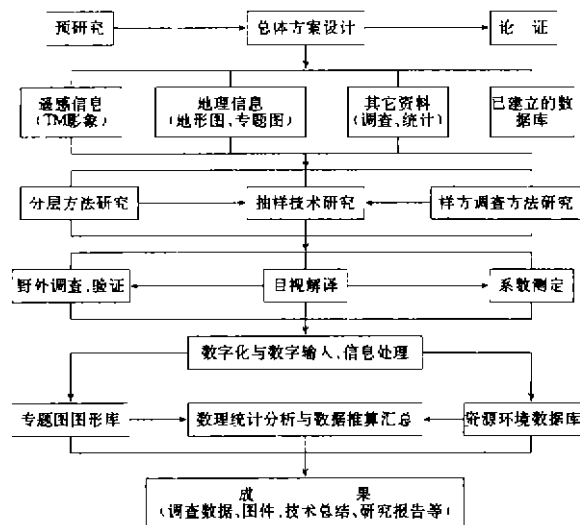 预研究
总体方案设计
论 证
遥感信息
(TM影象)
地理信息
(地形图、专题图)
其它资料
(调查、统计)
已建立的数
据库
分层方法研究
抽样技术研究
样方调查方法研究
野外调查,验证
目视解译
系数测定
数字化与数字输人、信息处理
专题图图形库
数理统计分析与数据推算汇总
资源环境数据库
成 果
(调查数据、图件,技术总结、研究报告等)